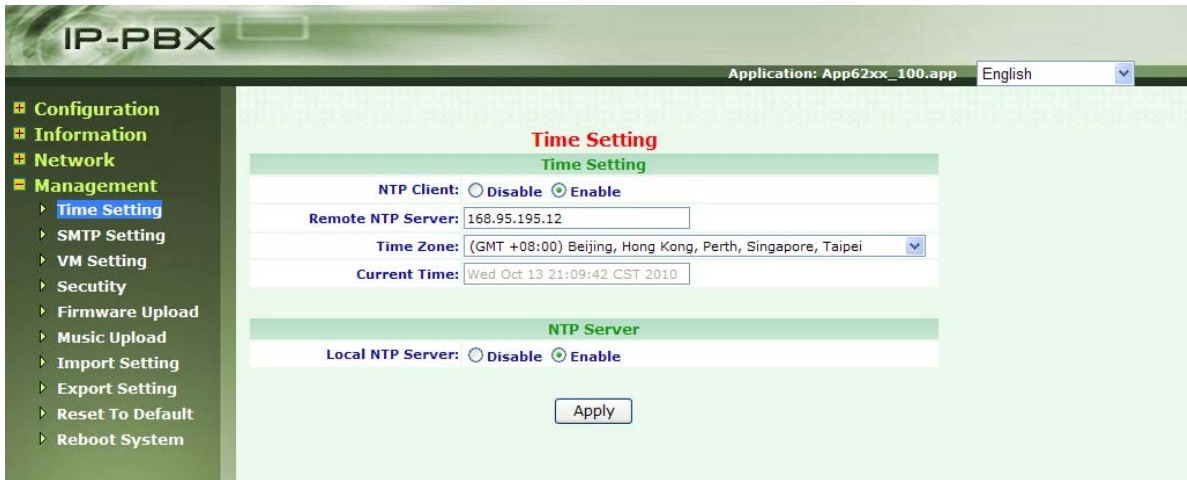 IP-PBX
Application: App62xx_100.app English
Configuration
Information
Network
Management
Time Setting
SMTP Setting
VM Setting
Secutity
Firmware Upload
Music Upload
Import Setting
Export Setting
Reset To Default
Reboot System
Time Setting
Time Setting
NTP Client: Disable Enable
Remote NTP Server: 168.95.195.12
Time Zone: (GMT +08:00) Beijing, Hong Kong, Perth, Singapore, Taipei
Current Time: Wed Oct 13 21:09:42 CST 2010
NTP Server
Local NTP Server: Disable Enable
Apply